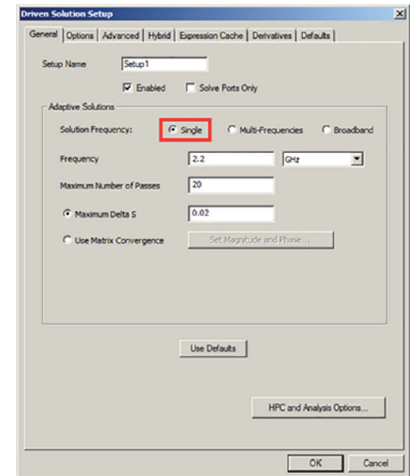 Driven Solution Setup
General Options Advanced Hybrid Expression Cache Derivatives Defaults
Setup Name Setup1
Enabled Solve Ports Only
Adaptive Solutions
Solution Frequency: Single Multi-Frequencies Broadband
Frequency 2.2 GHz
Maximum Number of Passes 20
Maximum Delta S 0.02
Use Matrix Convergence Set Magnitude and Phase ...
Use Defaults
HPC and Analysis Options...
OK Cancel